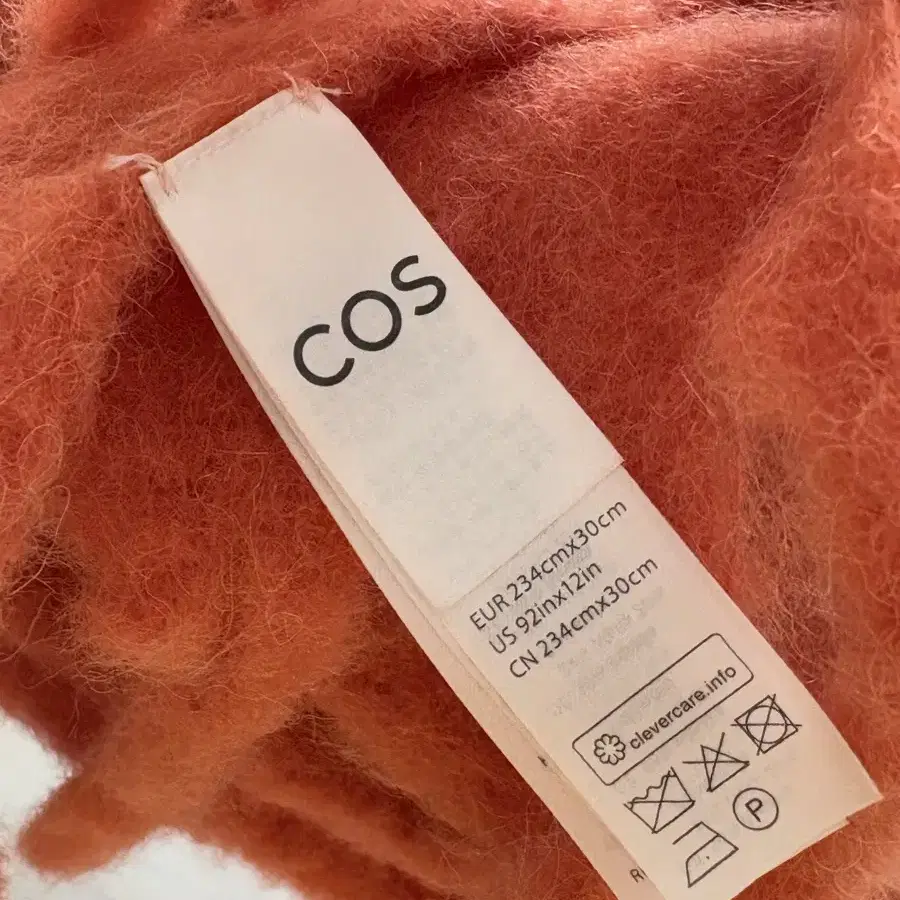 COS
EUR 234cmx30cm
US 92inx12in
CN 234cmx30cm
clevercare.info
P